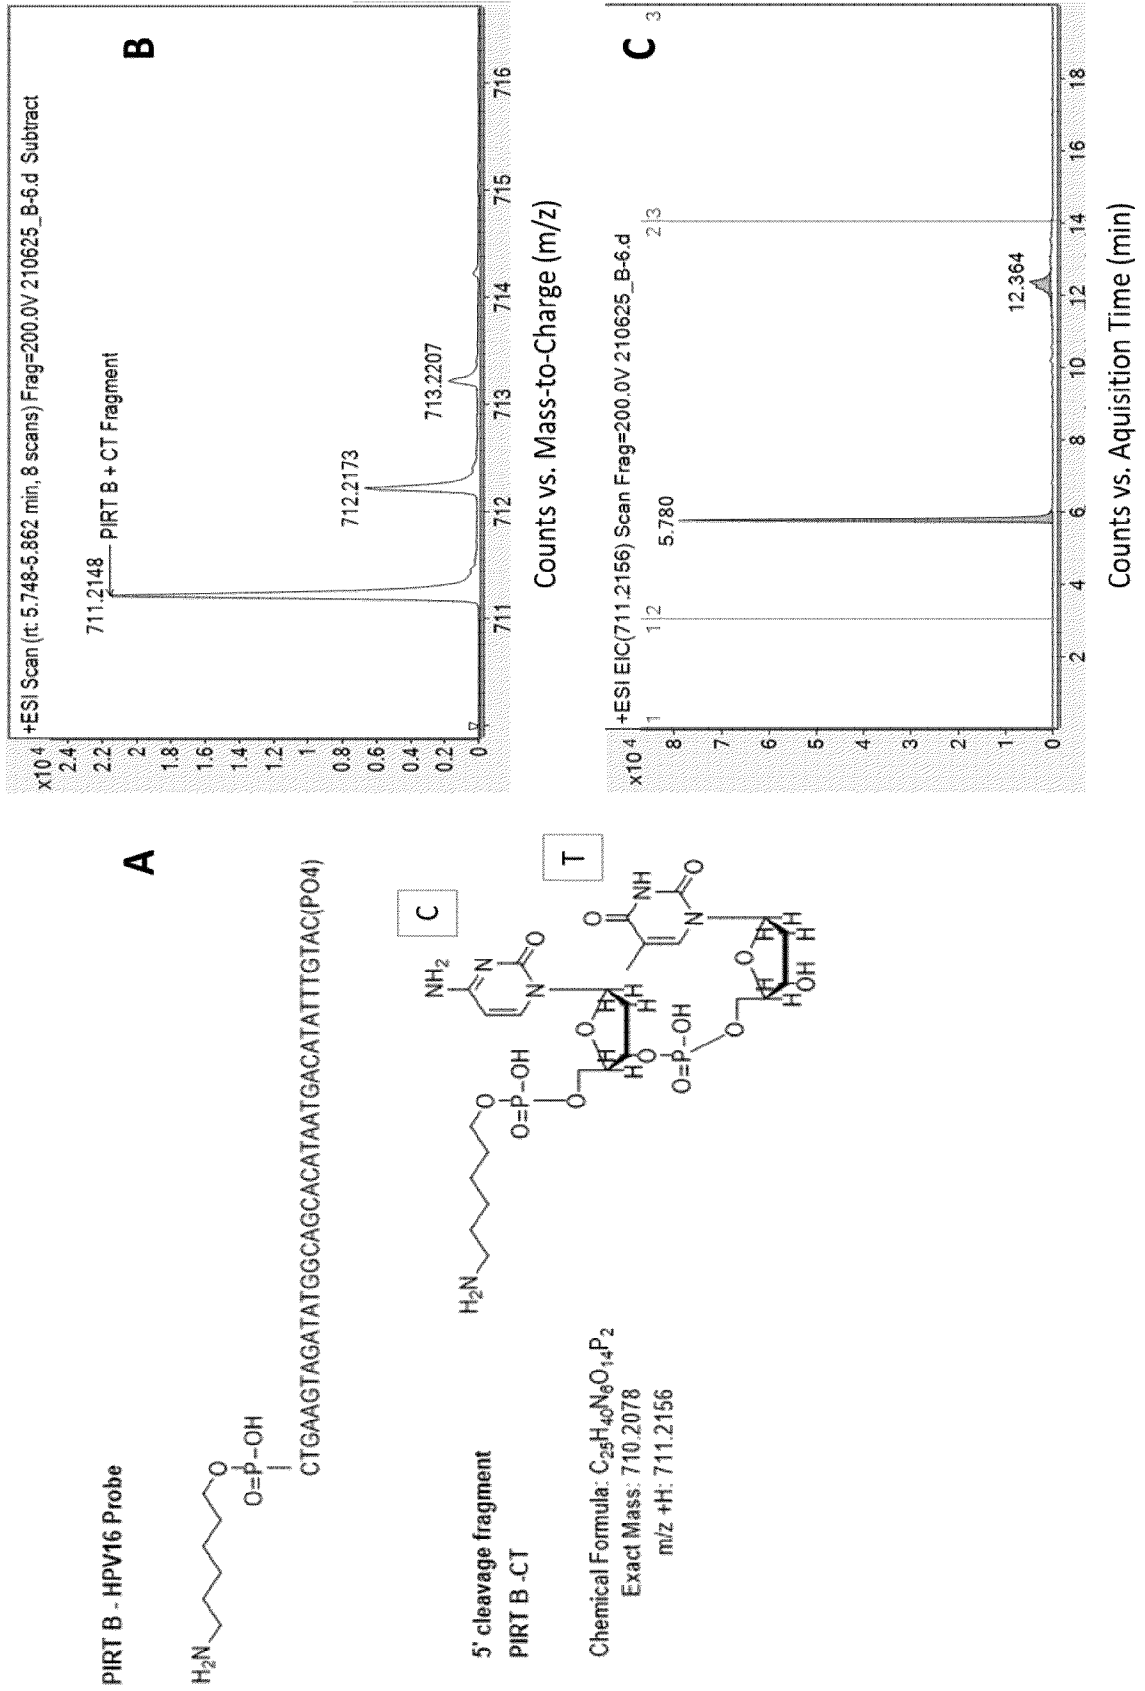 A
PIRT B - HPV16 Probe
H₂N
O
O=P–OH
CTGAAGTAGATATGGCAGCACATAATGACATATTTGTAC(PO4)
5' cleavage fragment
PIRT B -CT
Chemical Formula: C₂₅H₄₀N₆O₁₄P₂
Exact Mass: 710.2078
m/z +H: 711.2156
H₂N
O
O=P–OH
O
NH₂
N
O
N
C
O
H
H
H
H
H
O
O=P–OH
O
O
NH
O
N
T
O
H
H
H
H
H
OH
B
+ESI Scan (rt: 5.748-5.862 min, 8 scans) Frag=200.0V 210625_B-6.d Subtract
x10 4
2.4
2.2
2
1.8
1.6
1.4
1.2
1
0.8
0.6
0.4
0.2
0
711.2148
PIRT B + CT Fragment
712.2173
713.2207
711 712 713 714 715 716
Counts vs. Mass-to-Charge (m/z)
C
+ESI EIC(711.2156) Scan Frag=200.0V 210625_B-6.d
x10 4
1 1 2 2 3 3
8
7
6
5
4
3
2
1
0
5.780
12.364
2 4 6 8 10 12 14 16 18
Counts vs. Aquisition Time (min)